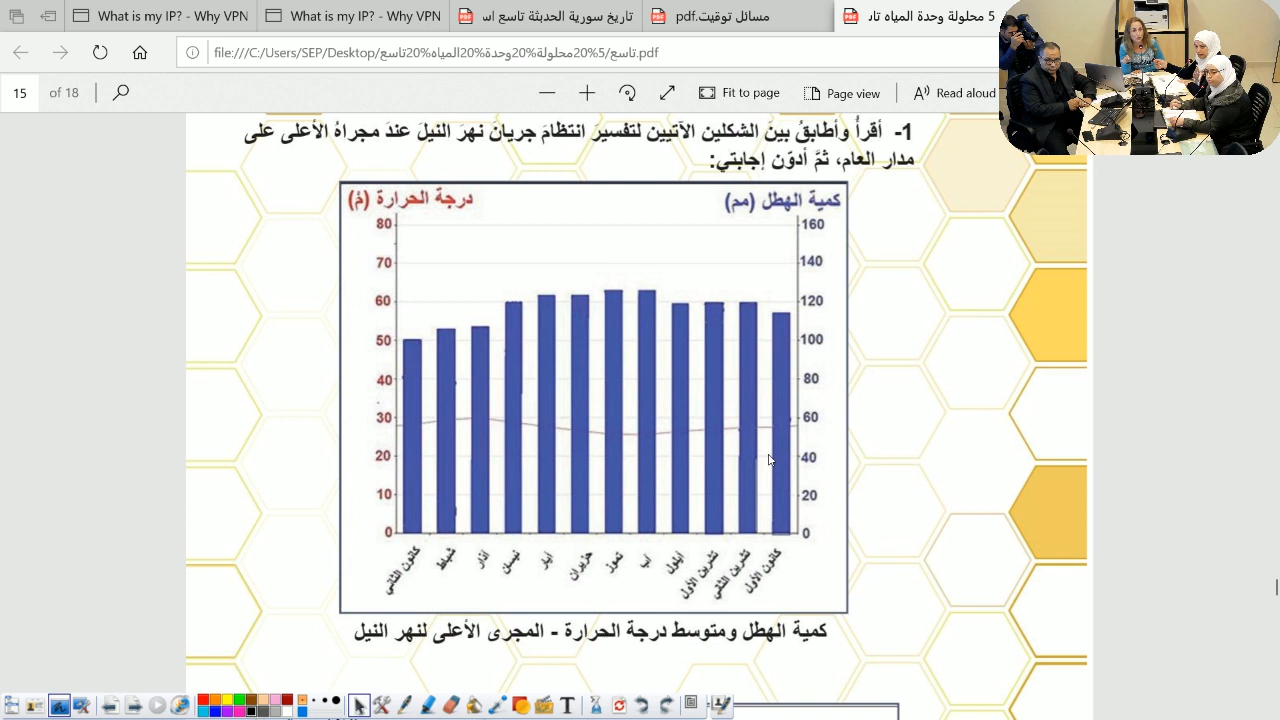 What is my IP? - Why VPN
What is my IP? - Why VPN
تاريخ سورية الحديثة تاسع اس
مسائل توقيت.pdf
5 محلولة وحدة المياه تاس
file:///C:/Users/SEP/Desktop/تاسع/5%20محلولة%20وحدة%20المياه%20تاسع.pdf
15 of 18
Fit to page
Page view
Read aloud
1- أقرأُ وأطابقُ بينَ الشكلين الآتيين لتفسيرَ انتظامَ جريانَ نهرَ النيلَ عندَ مجراهُ الأعلى على
مدار العام، ثمَّ أدوّن إجابتي:
درجة الحرارة (مْ)
كمية الهطل (مم)
80 160
70 140
60 120
50 100
40 80
30 60
20 40
10 20
0 0
كانون الثاني شباط آذار نيسان أيار حزيران تموز آب أيلول تشرين الأول تشرين الثاني كانون الأول
كمية الهطل ومتوسط درجة الحرارة - المجرى الأعلى لنهر النيل